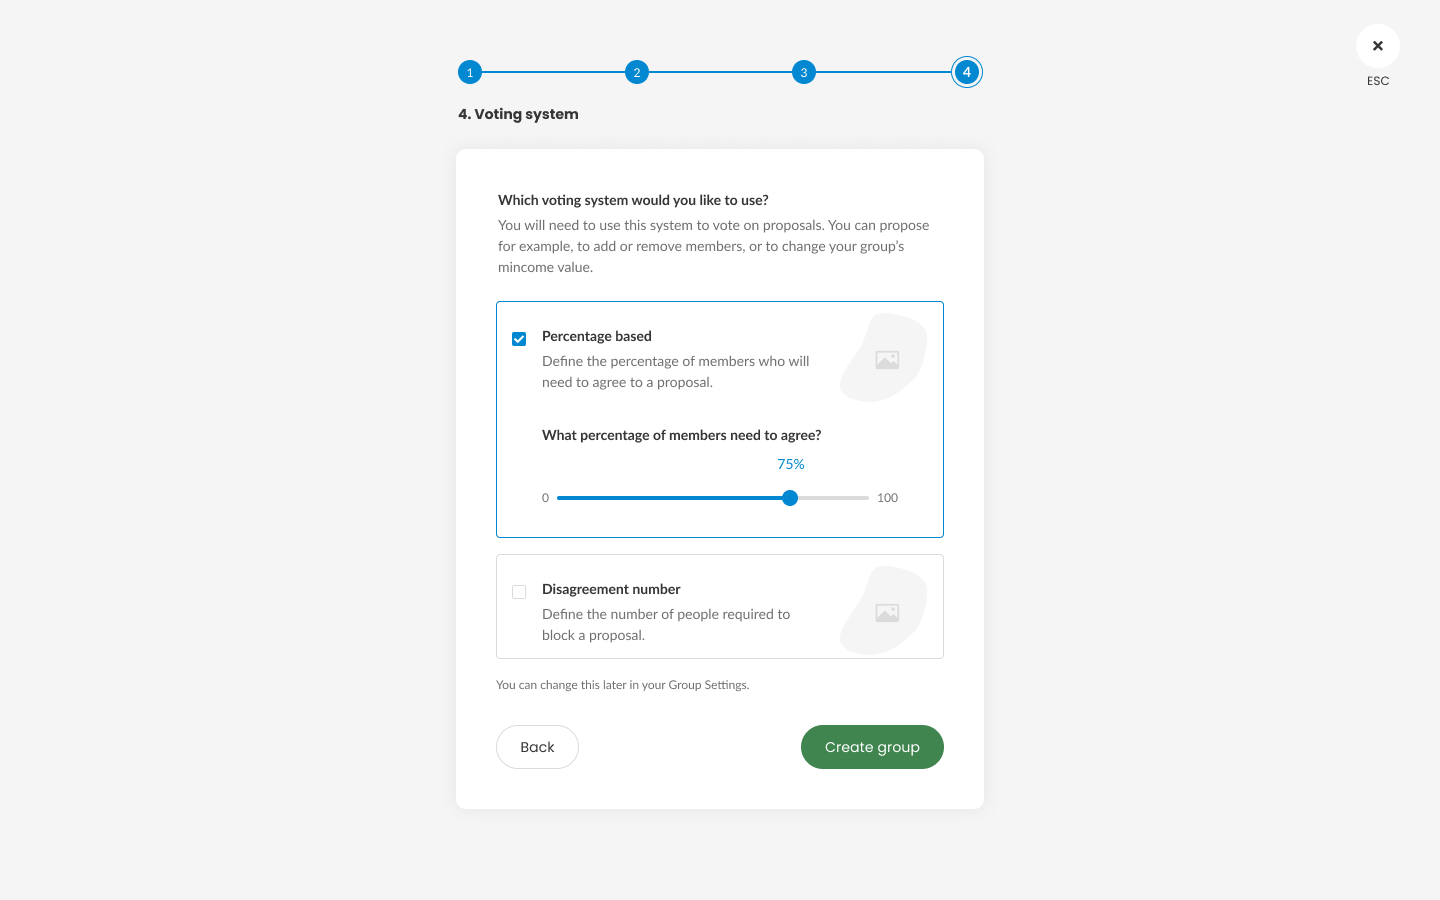 1
2
3
4
ESC
4. Voting system
Which voting system would you like to use?
You will need to use this system to vote on proposals. You can propose
for example, to add or remove members, or to change your group's
mincome value.
Percentage based
Define the percentage of members who will
need to agree to a proposal.
What percentage of members need to agree?
75%
0
100
Disagreement number
Define the number of people required to
block a proposal.
You can change this later in your Group Settings.
Back
Create group